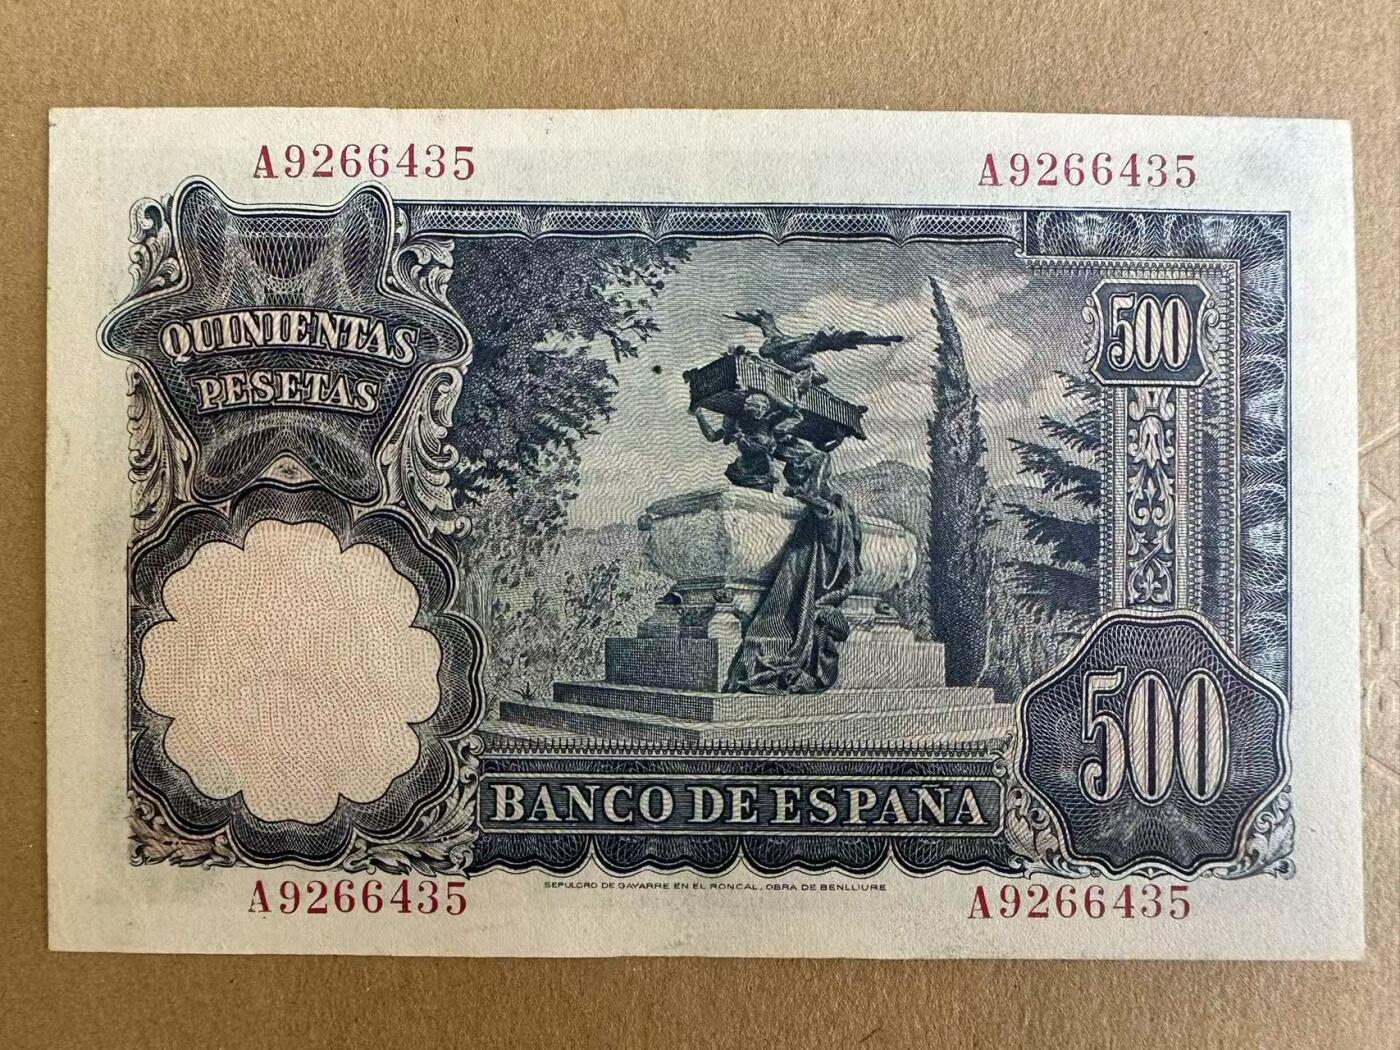 A9266435 A9266435
QUINIENTAS
PESETAS
500
500
BANCO DE ESPAÑA
SEPULCRO DE GAYARRE EN EL RONCAL, OBRA DE BENLLIURE
A9266435 A9266435